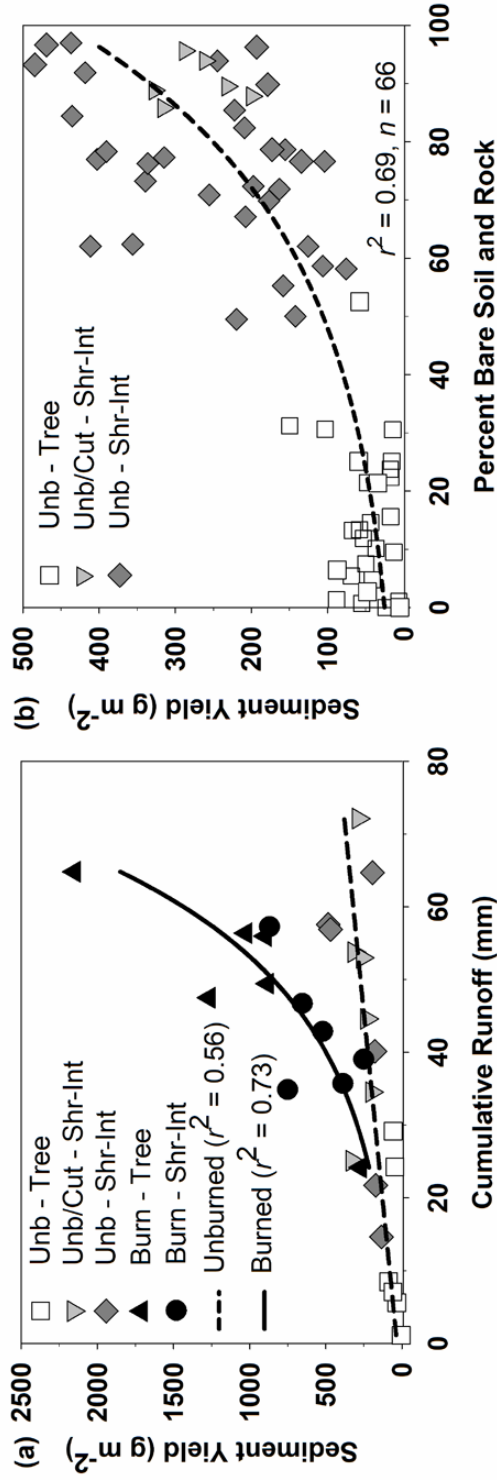 (a)
Sediment Yield (g m⁻²)
2500
2000
1500
1000
500
0
Unb - Tree
Unb/Cut - Shr-Int
Unb - Shr-Int
Burn - Tree
Burn - Shr-Int
Unburned (r² = 0.56)
Burned (r² = 0.73)
0 20 40 60 80
Cumulative Runoff (mm)
(b)
Sediment Yield (g m⁻²)
500
400
300
200
100
0
Unb - Tree
Unb/Cut - Shr-Int
Unb - Shr-Int
r² = 0.69, n = 66
0 20 40 60 80 100
Percent Bare Soil and Rock